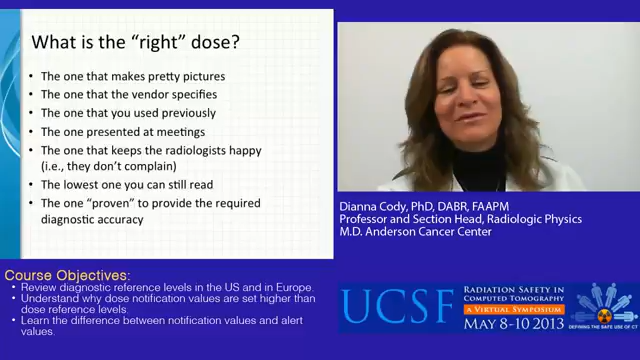 What is the “right” dose?
• The one that makes pretty pictures
• The one that the vendor specifies
• The one that you used previously
• The one presented at meetings
• The one that keeps the radiologists happy
(i.e., they don’t complain)
• The lowest one you can still read
• The one “proven” to provide the required
diagnostic accuracy
Dianna Cody, PhD, DABR, FAAPM
Professor and Section Head, Radiologic Physics
M.D. Anderson Cancer Center
Course Objectives:
• Review diagnostic reference levels in the US and in Europe.
• Understand why dose notification values are set higher than
dose reference levels.
• Learn the difference between notification values and alert
values.
UCSF
RADIATION SAFETY IN
COMPUTED TOMOGRAPHY
A VIRTUAL SYMPOSIUM
MAY 8-10 2013
DEFINING THE SAFE USE OF CT